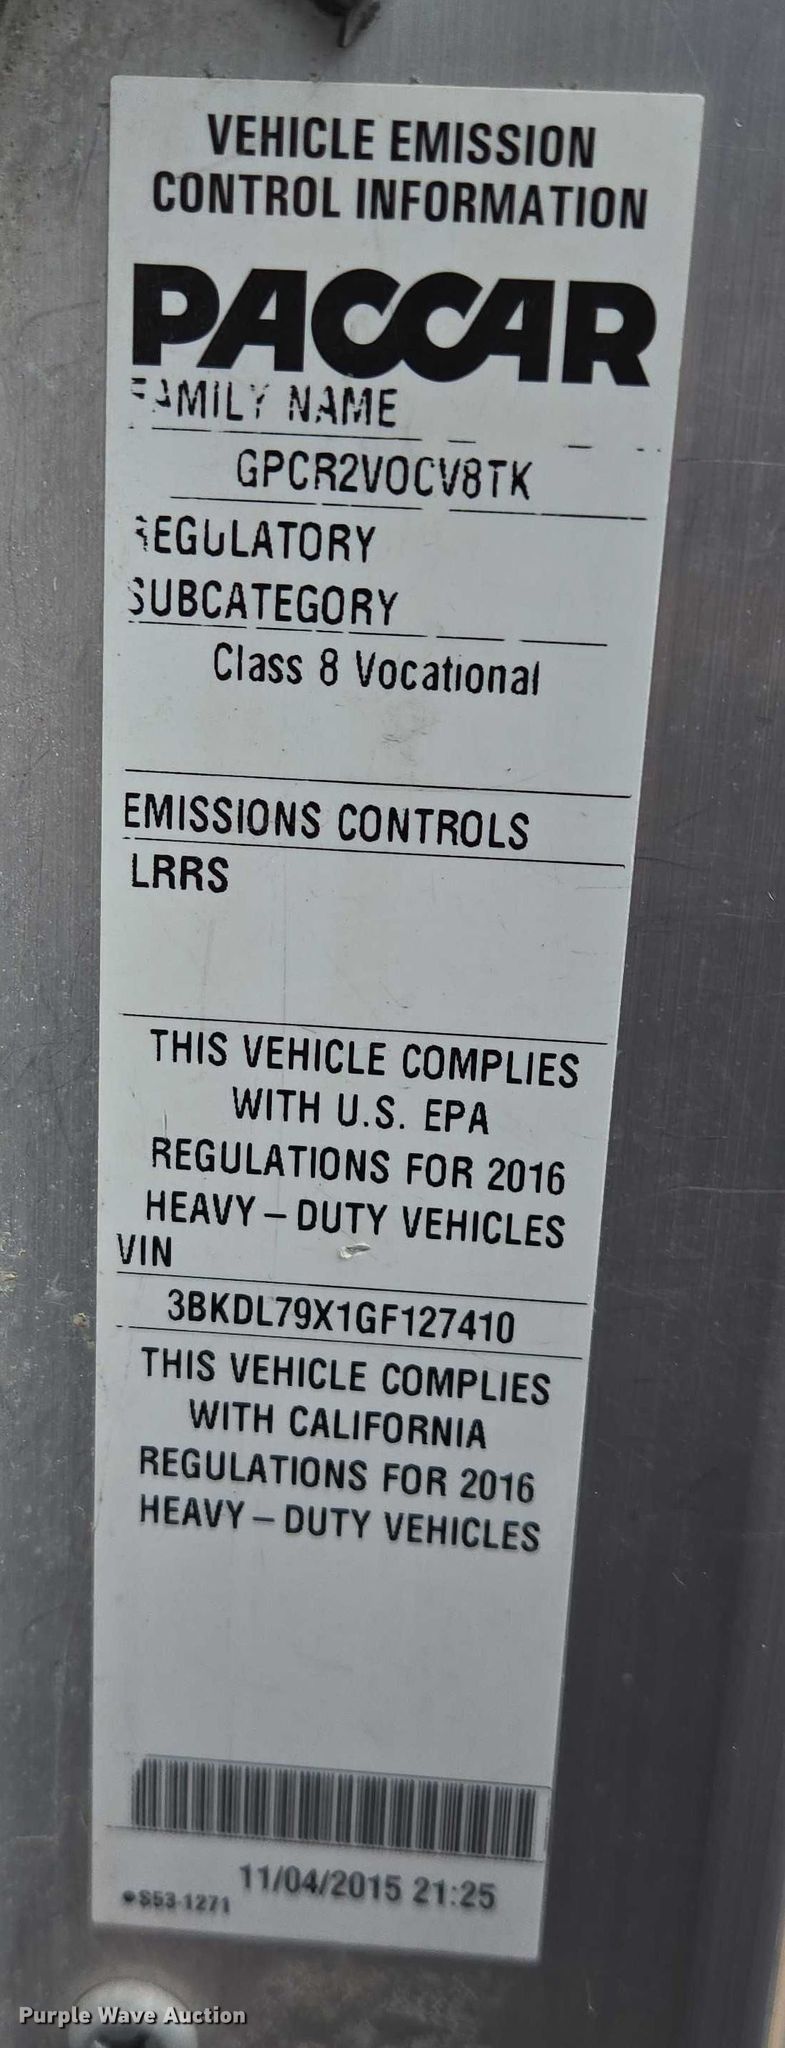 VEHICLE EMISSION
CONTROL INFORMATION
PACCAR
FAMILY NAME
GPCR2VOCV8TK
REGULATORY
SUBCATEGORY
Class 8 Vocational
EMISSIONS CONTROLS
LRRS
THIS VEHICLE COMPLIES
WITH U.S. EPA
REGULATIONS FOR 2016
HEAVY – DUTY VEHICLES
VIN
3BKDL79X1GF127410
THIS VEHICLE COMPLIES
WITH CALIFORNIA
REGULATIONS FOR 2016
HEAVY – DUTY VEHICLES
11/04/2015 21:25
•S53-1271
Purple Wave Auction